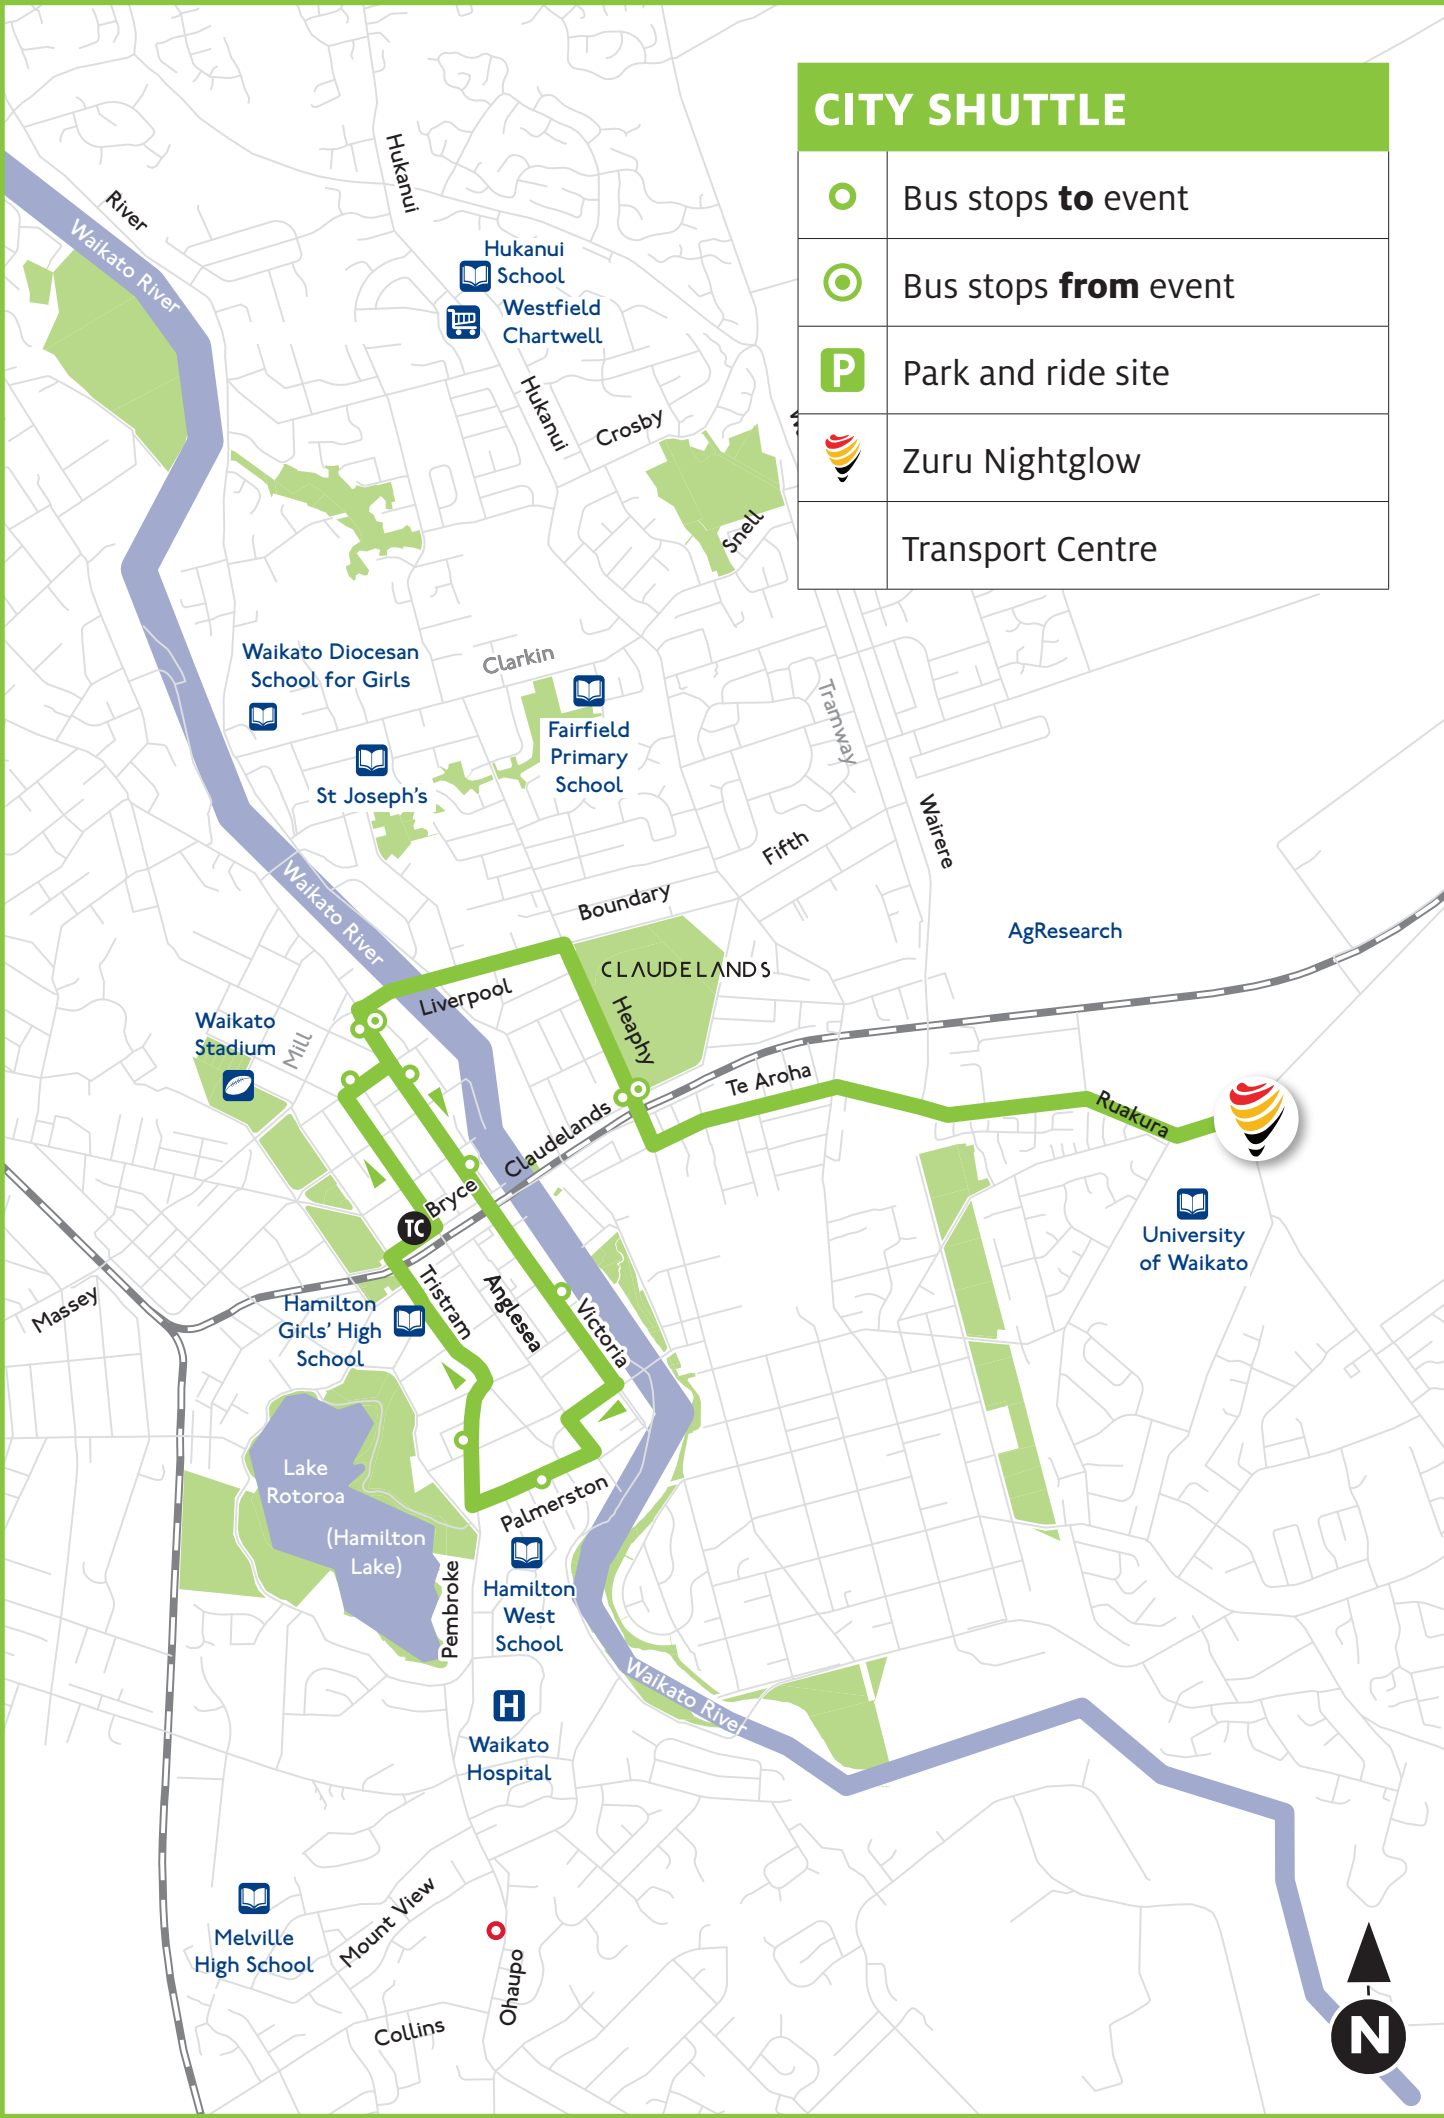 CITY SHUTTLE
Bus stops to event
Bus stops from event
P
Park and ride site
Zuru Nightglow
Transport Centre
Hukanui
River
Waikato River
Hukanui
School
Westfield
Chartwell
Hukanui
Crosby
Snell
Waikato Diocesan
School for Girls
Clarkin
Fairfield
Primary
School
St Joseph's
Tramway
Wairere
Fifth
Boundary
Waikato River
AgResearch
CLAUDELANDS
Liverpool
Heaphy
Waikato
Stadium
Mill
Te Aroha
Ruakura
Claudelands
Bryce
TC
University
of Waikato
Massey
Tristram
Anglesea
Victoria
Hamilton
Girls' High
School
Lake
Rotoroa
(Hamilton
Lake)
Palmerston
Pembroke
Hamilton
West
School
Waikato River
H
Waikato
Hospital
Melville
High School
Mount View
Ohaupo
Collins
N